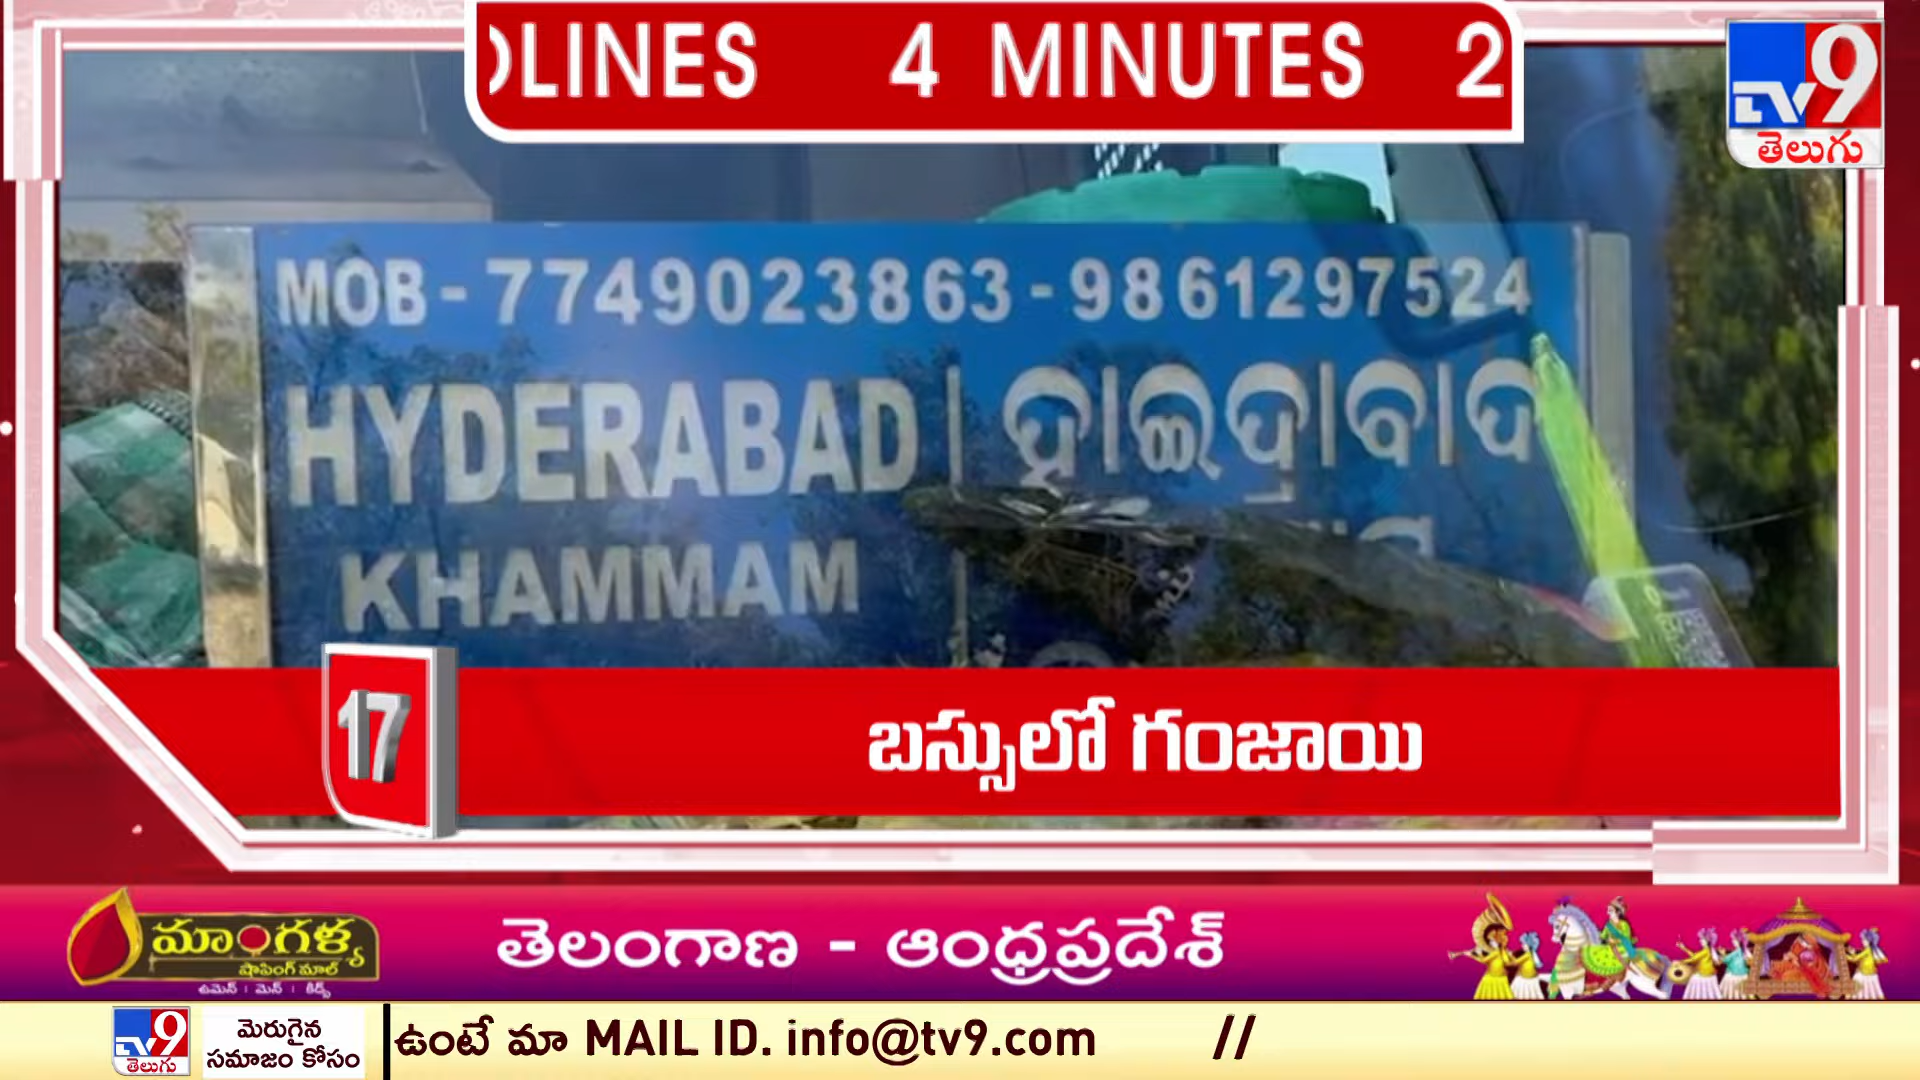 LINES 4 MINUTES 2
TV9
తెలుగు
MOB - 7749023863 - 9861297524
HYDERABAD | ହାଇଦ୍ରାବାଦ
KHAMMAM
17
బస్సులో గంజాయి
మాంగళ్య
షాపింగ్ మాల్
ఉమెన్ | మెన్ | కిడ్స్
తెలంగాణ - ఆంధ్రప్రదేశ్
TV9
తెలుగు
మెరుగైన
సమాజం కోసం
ఉంటే మా MAIL ID. info@tv9.com //